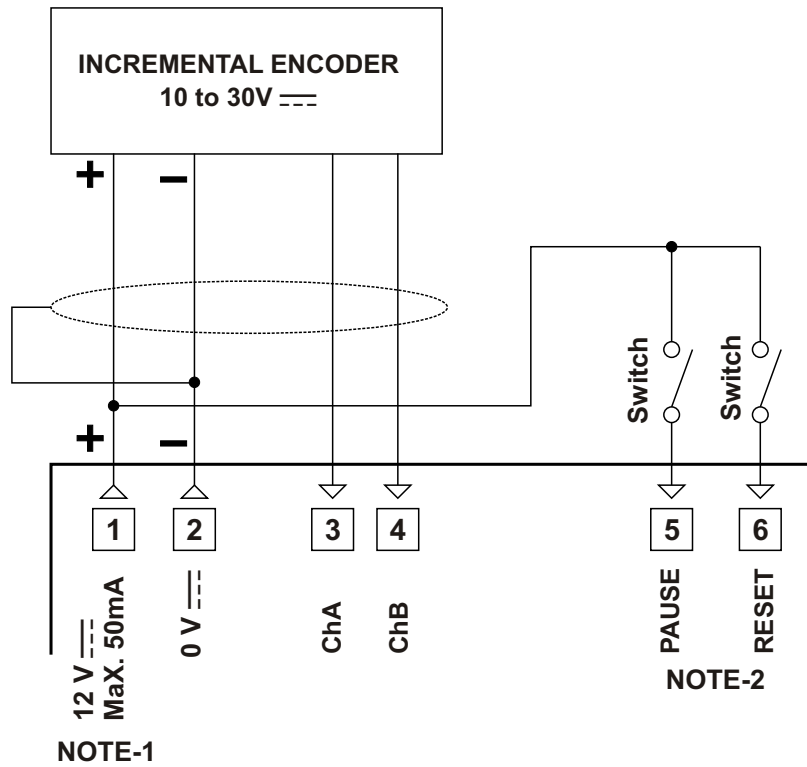 INCREMENTAL ENCODER
10 to 30V
+ −
Switch
Switch
+ −
1 2 3 4 5 6
12 V
MaX. 50mA
0 V
ChA
ChB
PAUSE
RESET
NOTE-1
NOTE-2